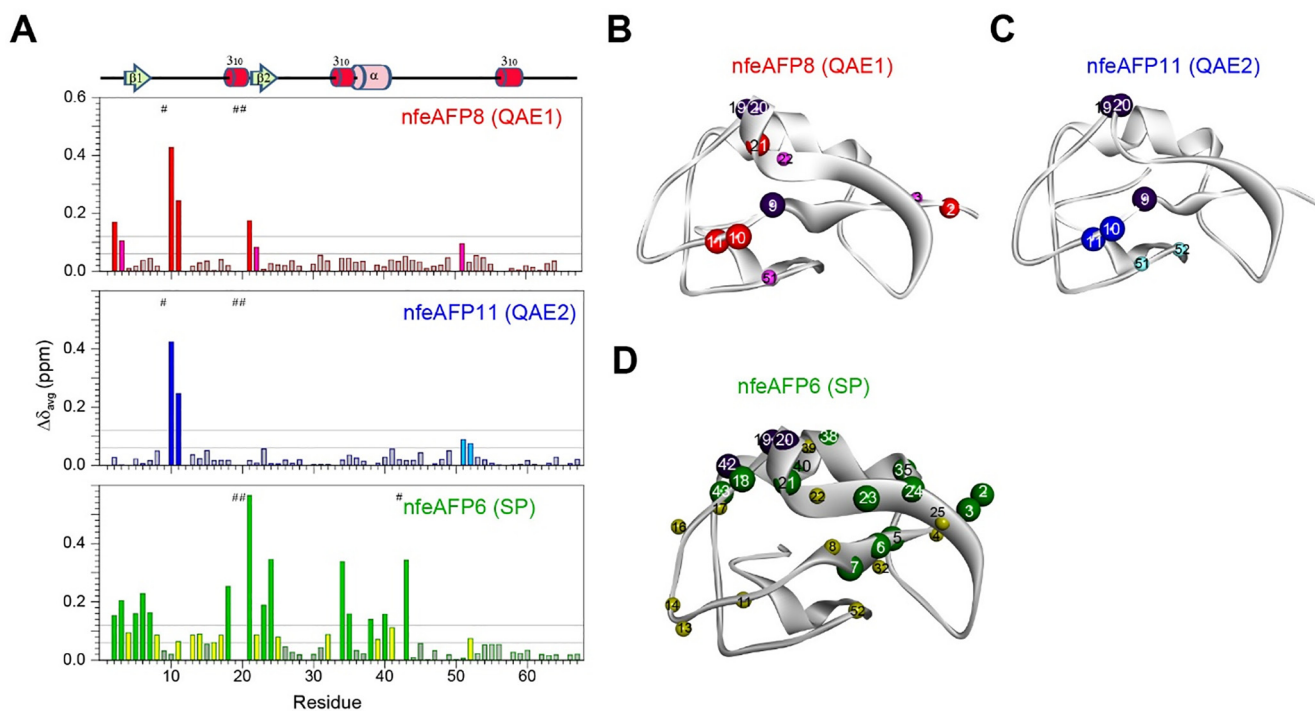 A
3₁₀ 3₁₀ 3₁₀
β1 β2 α
0.6
# ##
nfeAFP8 (QAE1)
0.4
0.2
0.0
# ##
nfeAFP11 (QAE2)
0.4
0.2
0.0
## #
nfeAFP6 (SP)
0.4
0.2
0.0
10 20 30 40 50 60
Δδavg (ppm)
Residue
B
nfeAFP8 (QAE1)
19 20
21
22
9
3
2
11 10
51
C
nfeAFP11 (QAE2)
19 20
9
11 10
51 52
D
nfeAFP6 (SP)
19 20 39 38
42 40 35
43 18 21 22 23 24 2
17 25 3
16 8 6 5 4
7 32
14 11 52
13